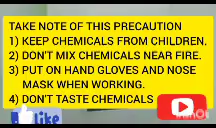 TAKE NOTE OF THIS PRECAUTION
1) KEEP CHEMICALS FROM CHILDREN.
2) DON'T MIX CHEMICALS NEAR FIRE.
3) PUT ON HAND GLOVES AND NOSE
MASK WHEN WORKING.
4) DON'T TASTE CHEMICALS
like